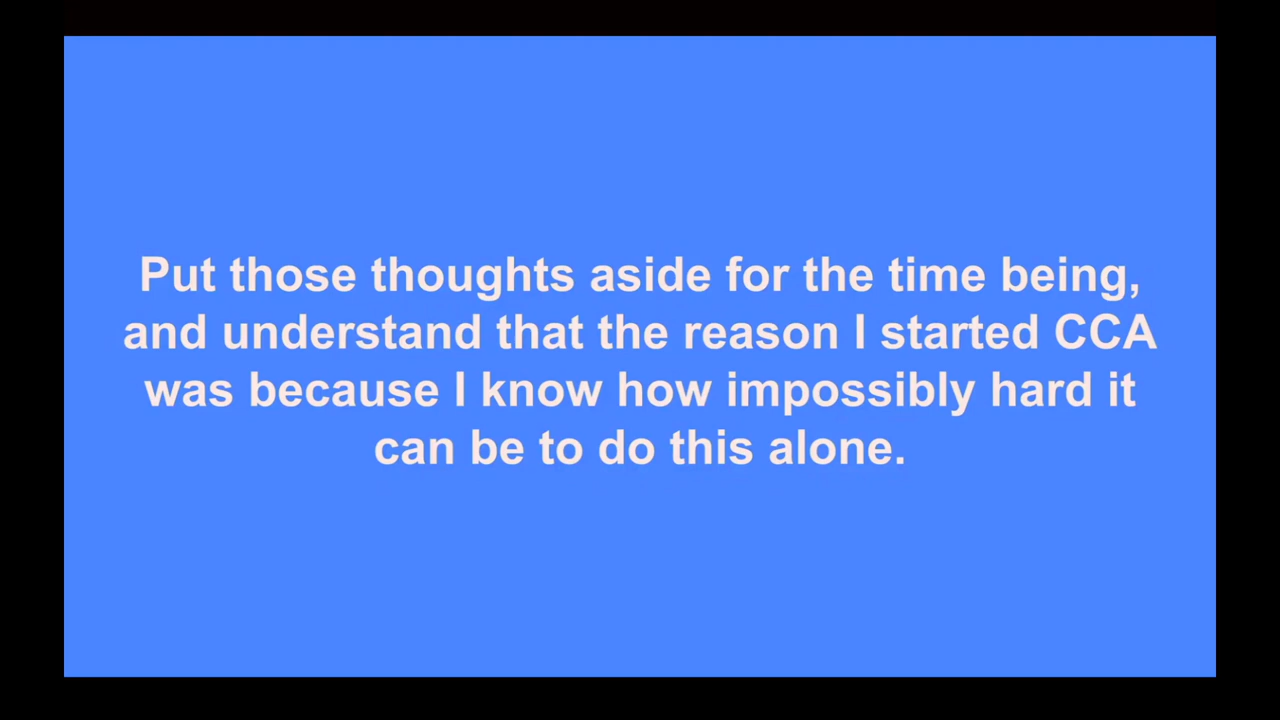 Put those thoughts aside for the time being,
and understand that the reason I started CCA
was because I know how impossibly hard it
can be to do this alone.